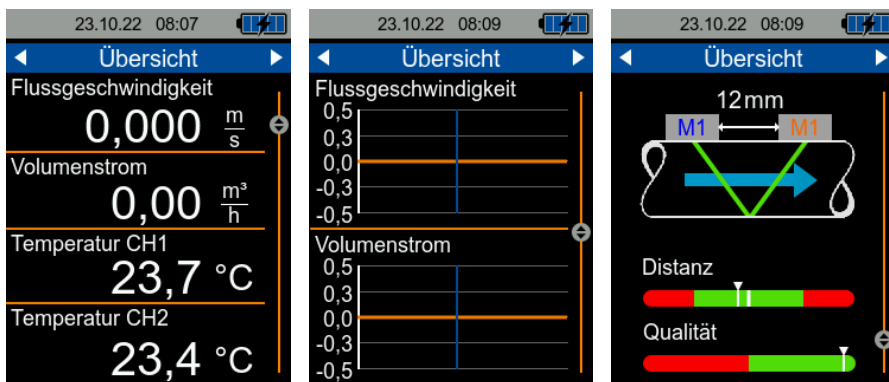 23.10.22 08:07
Übersicht
Flussgeschwindigkeit
0,000 m/s
Volumenstrom
0,00 m³/h
Temperatur CH1
23,7 °C
Temperatur CH2
23,4 °C
23.10.22 08:09
Übersicht
Flussgeschwindigkeit
0,5
0,3
0,0
-0,3
-0,5
Volumenstrom
0,5
0,3
0,0
-0,3
-0,5
23.10.22 08:09
Übersicht
12mm
M1 M1
Distanz
Qualität